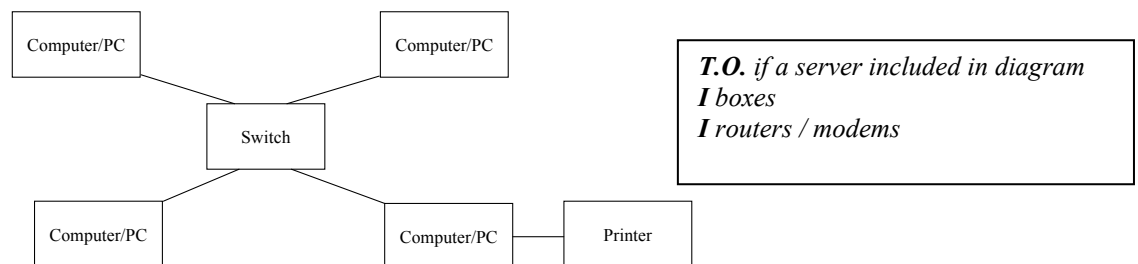 Computer/PC
Computer/PC
T.O. if a server included in diagram
I boxes
I routers / modems
Switch
Computer/PC
Computer/PC
Printer